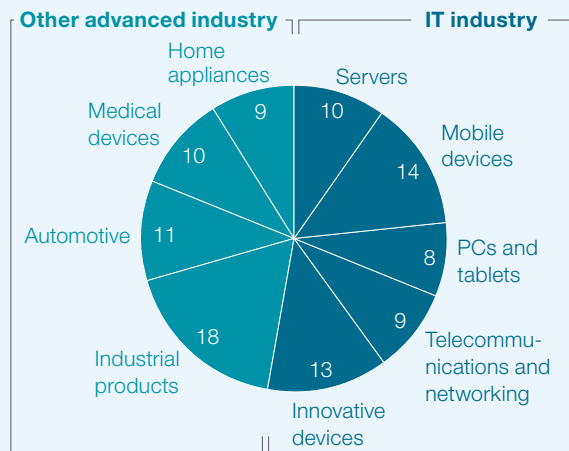 Other advanced industry
IT industry
Home
appliances
9
Medical
devices
10
Automotive
11
Industrial
products
18
Servers
10
Mobile
devices
14
PCs and
tablets
8
Telecommu-
nications and
networking
9
Innovative
devices
13